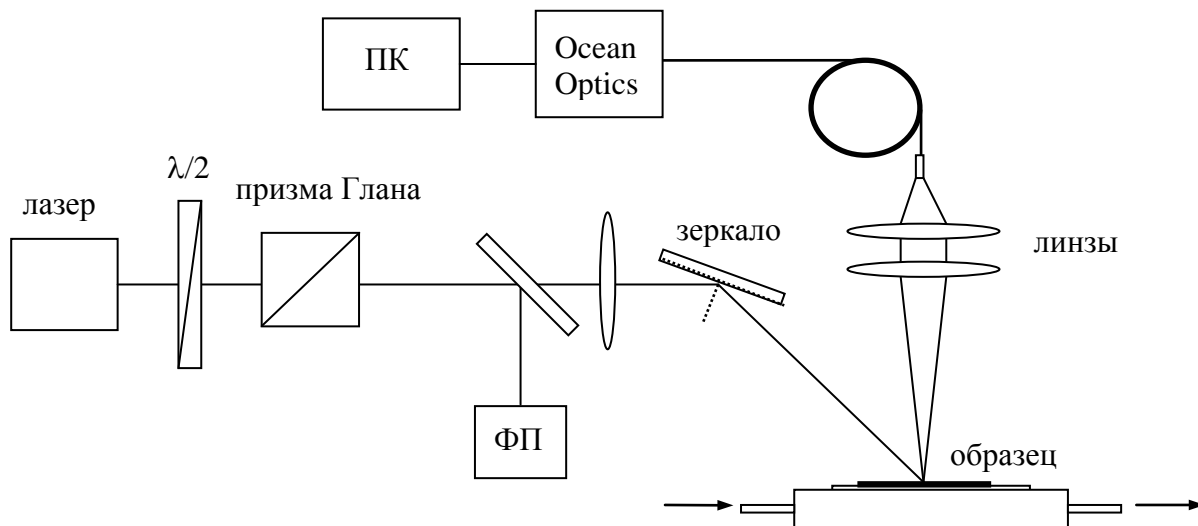 ПК
Ocean
Optics
λ/2
призма Глана
лазер
зеркало
линзы
ФП
образец